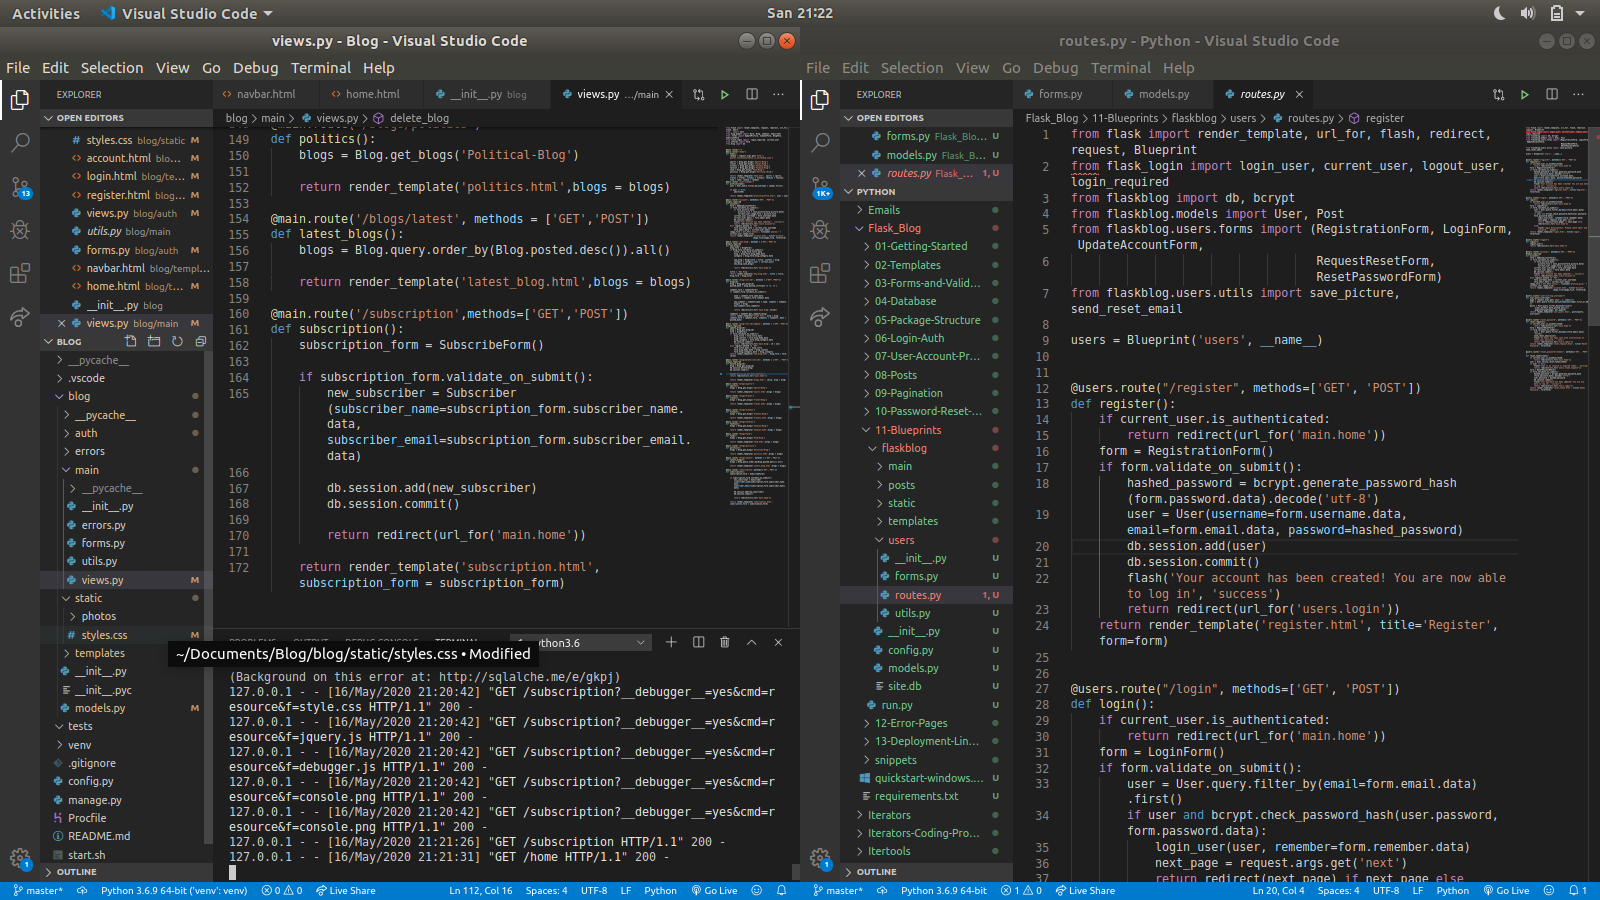 Activities
Visual Studio Code
San 21:22
views.py - Blog - Visual Studio Code
File Edit Selection View Go Debug Terminal Help
EXPLORER
navbar.html
home.html
__init__.py blog
views.py .../main
OPEN EDITORS
styles.css blog/static M
account.html blo... M
login.html blog/te... M
register.html blog... M
views.py blog/auth M
utils.py blog/main
forms.py blog/auth M
navbar.html blog/templ...
home.html blog/t... M
__init__.py blog
views.py blog/main M
BLOG
__pycache__
.vscode
blog
__pycache__
auth
errors
main
__pycache__
__init__.py
errors.py
forms.py
utils.py
views.py M
static
photos
styles.css
templates
__init__.py
__init__.pyc
models.py M
tests
venv
.gitignore
config.py
manage.py
Procfile
README.md
start.sh
OUTLINE
13
1
~/Documents/Blog/blog/static/styles.css • Modified
blog > main > views.py > delete_blog
149 def politics():
150 blogs = Blog.get_blogs('Political-Blog')
151
152 return render_template('politics.html',blogs = blogs)
153
154 @main.route('/blogs/latest', methods = ['GET','POST'])
155 def latest_blogs():
156 blogs = Blog.query.order_by(Blog.posted.desc()).all()
157
158 return render_template('latest_blog.html',blogs = blogs)
159
160 @main.route('/subscription',methods=['GET','POST'])
161 def subscription():
162 subscription_form = SubscribeForm()
163
164 if subscription_form.validate_on_submit():
165 new_subscriber = Subscriber
(subscriber_name=subscription_form.subscriber_name.
data,
subscriber_email=subscription_form.subscriber_email.
data)
166
167 db.session.add(new_subscriber)
168 db.session.commit()
169
170 return redirect(url_for('main.home'))
171
172 return render_template('subscription.html',
subscription_form = subscription_form)
(Background on this error at: http://sqlalche.me/e/gkpj)
127.0.0.1 - - [16/May/2020 21:20:42] "GET /subscription?__debugger__=yes&cmd=r
esource&f=style.css HTTP/1.1" 200 -
127.0.0.1 - - [16/May/2020 21:20:42] "GET /subscription?__debugger__=yes&cmd=r
esource&f=jquery.js HTTP/1.1" 200 -
127.0.0.1 - - [16/May/2020 21:20:42] "GET /subscription?__debugger__=yes&cmd=r
esource&f=debugger.js HTTP/1.1" 200 -
127.0.0.1 - - [16/May/2020 21:20:42] "GET /subscription?__debugger__=yes&cmd=r
esource&f=console.png HTTP/1.1" 200 -
127.0.0.1 - - [16/May/2020 21:20:42] "GET /subscription?__debugger__=yes&cmd=r
esource&f=console.png HTTP/1.1" 200 -
127.0.0.1 - - [16/May/2020 21:21:26] "GET /subscription HTTP/1.1" 200 -
127.0.0.1 - - [16/May/2020 21:21:31] "GET /home HTTP/1.1" 200 -
master* Python 3.6.9 64-bit ('venv': venv) 0 0 Live Share Ln 112, Col 16 Spaces: 4 UTF-8 LF Python Go Live
routes.py - Python - Visual Studio Code
File Edit Selection View Go Debug Terminal Help
EXPLORER
forms.py
models.py
routes.py
OPEN EDITORS
forms.py Flask_Blo... U
models.py Flask_B... U
routes.py Flask_... 1, U
PYTHON
Emails
Flask_Blog
01-Getting-Started
02-Templates
03-Forms-and-Valid...
04-Database
05-Package-Structure
06-Login-Auth
07-User-Account-Pr...
08-Posts
09-Pagination
10-Password-Reset-...
11-Blueprints
flaskblog
main
posts
static
templates
users
__init__.py U
forms.py U
routes.py 1, U
utils.py U
__init__.py U
config.py U
models.py U
site.db U
run.py U
12-Error-Pages
13-Deployment-Lin...
snippets
quickstart-windows.... U
requirements.txt U
Iterators
Iterators-Coding-Pro...
Itertools
OUTLINE
1K+
1
Flask_Blog > 11-Blueprints > flaskblog > users > routes.py > register
1 from flask import render_template, url_for, flash, redirect,
request, Blueprint
2 from flask_login import login_user, current_user, logout_user,
login_required
3 from flaskblog import db, bcrypt
4 from flaskblog.models import User, Post
5 from flaskblog.users.forms import (RegistrationForm, LoginForm,
UpdateAccountForm,
6 RequestResetForm,
ResetPasswordForm)
7 from flaskblog.users.utils import save_picture,
send_reset_email
8
9 users = Blueprint('users', __name__)
10
11
12 @users.route("/register", methods=['GET', 'POST'])
13 def register():
14 if current_user.is_authenticated:
15 return redirect(url_for('main.home'))
16 form = RegistrationForm()
17 if form.validate_on_submit():
18 hashed_password = bcrypt.generate_password_hash
(form.password.data).decode('utf-8')
19 user = User(username=form.username.data,
email=form.email.data, password=hashed_password)
20 db.session.add(user)
21 db.session.commit()
22 flash('Your account has been created! You are now able
to log in', 'success')
23 return redirect(url_for('users.login'))
24 return render_template('register.html', title='Register',
form=form)
25
26
27 @users.route("/login", methods=['GET', 'POST'])
28 def login():
29 if current_user.is_authenticated:
30 return redirect(url_for('main.home'))
31 form = LoginForm()
32 if form.validate_on_submit():
33 user = User.query.filter_by(email=form.email.data)
.first()
34 if user and bcrypt.check_password_hash(user.password,
form.password.data):
35 login_user(user, remember=form.remember.data)
36 next_page = request.args.get('next')
37 return redirect(next_page) if next_page else
master* Python 3.6.9 64-bit 1 0 Live Share Ln 20, Col 4 Spaces: 4 UTF-8 LF Python Go Live 1